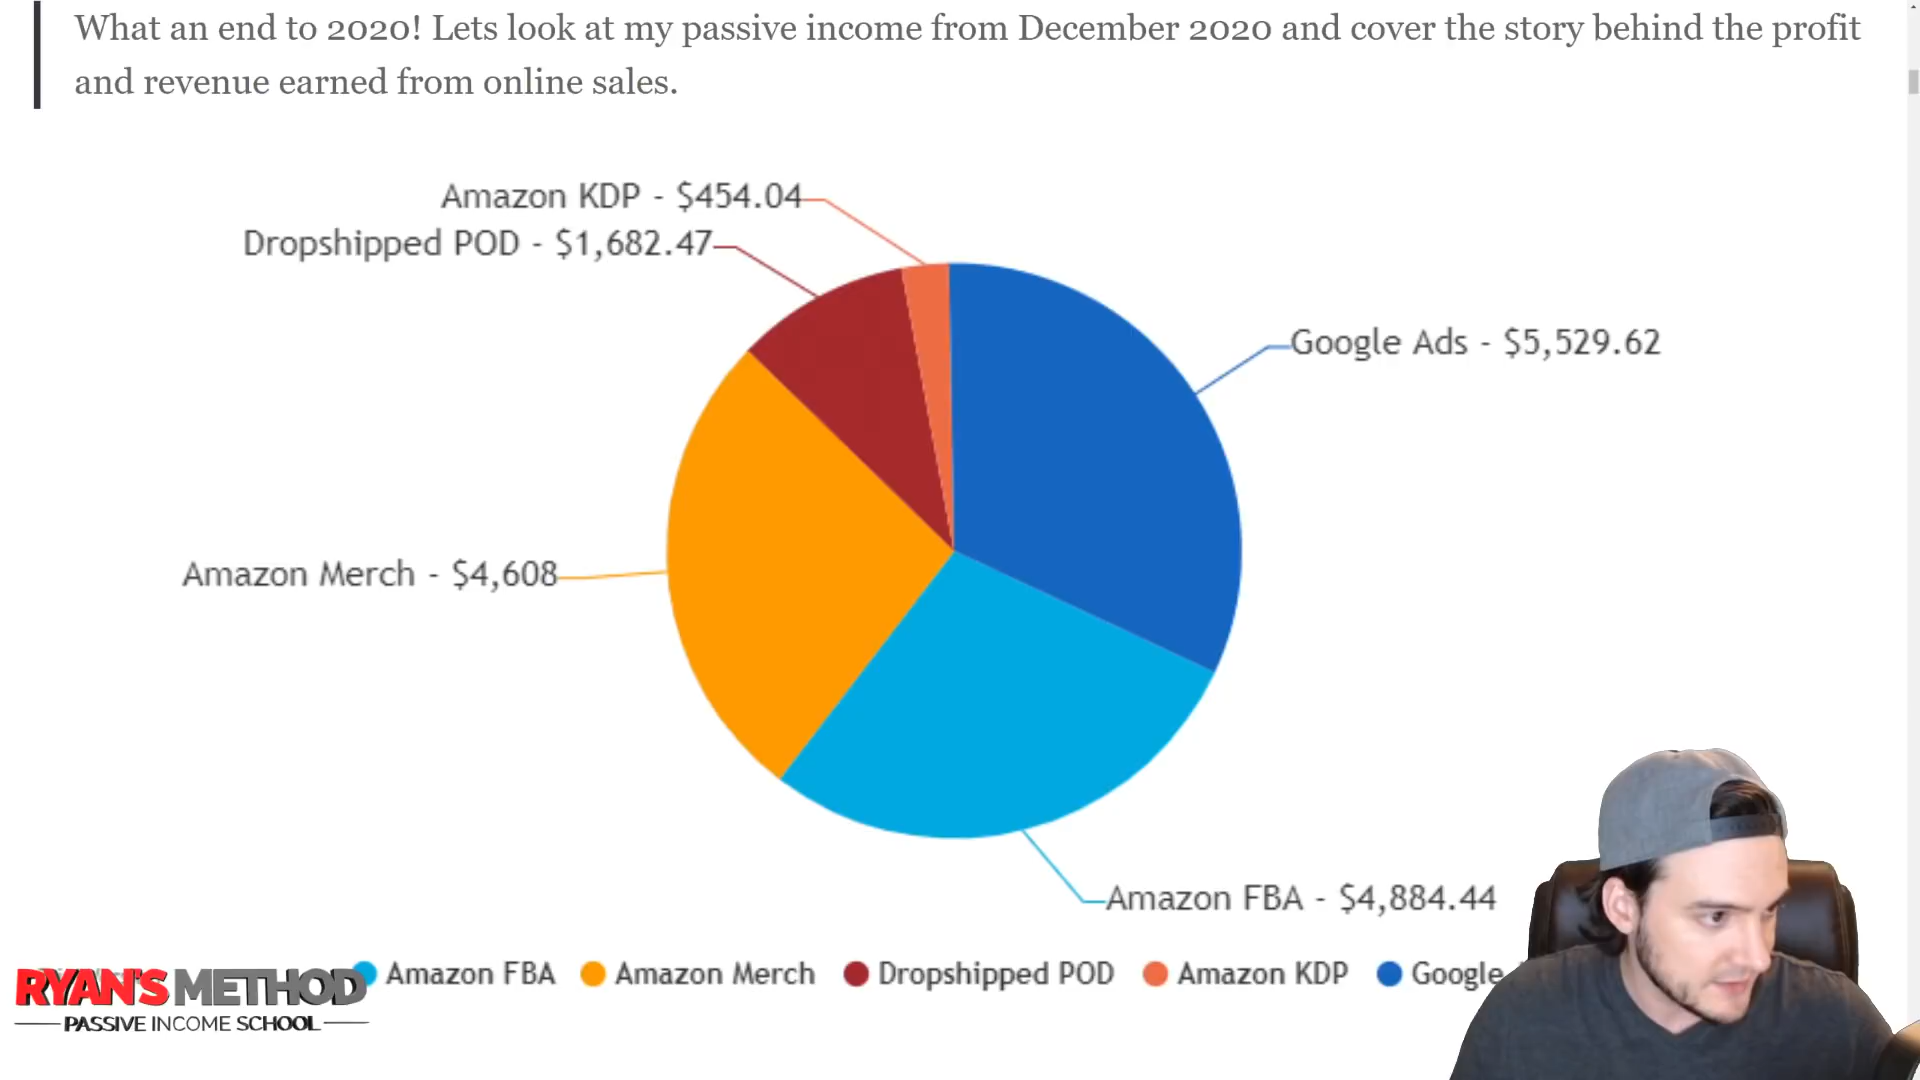 What an end to 2020! Lets look at my passive income from December 2020 and cover the story behind the profit
and revenue earned from online sales.
Amazon KDP - $454.04
Dropshipped POD - $1,682.47
Google Ads - $5,529.62
Amazon Merch - $4,608
Amazon FBA - $4,884.44
Amazon FBA Amazon Merch Dropshipped POD Amazon KDP Google
RYAN'S METHOD
PASSIVE INCOME SCHOOL